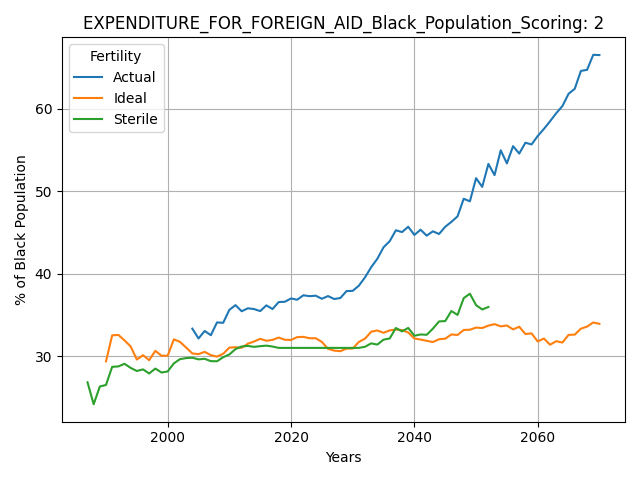 EXPENDITURE_FOR_FOREIGN_AID_Black_Population_Scoring: 2
Fertility
Actual
Ideal
Sterile
% of Black Population
60
50
40
30
2000 2020 2040 2060
Years